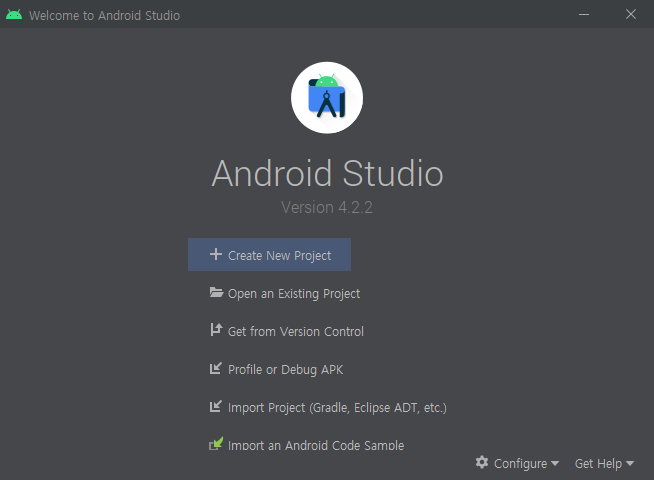 Welcome to Android Studio
Android Studio
Version 4.2.2
Create New Project
Open an Existing Project
Get from Version Control
Profile or Debug APK
Import Project (Gradle, Eclipse ADT, etc.)
Import an Android Code Sample
Configure
Get Help